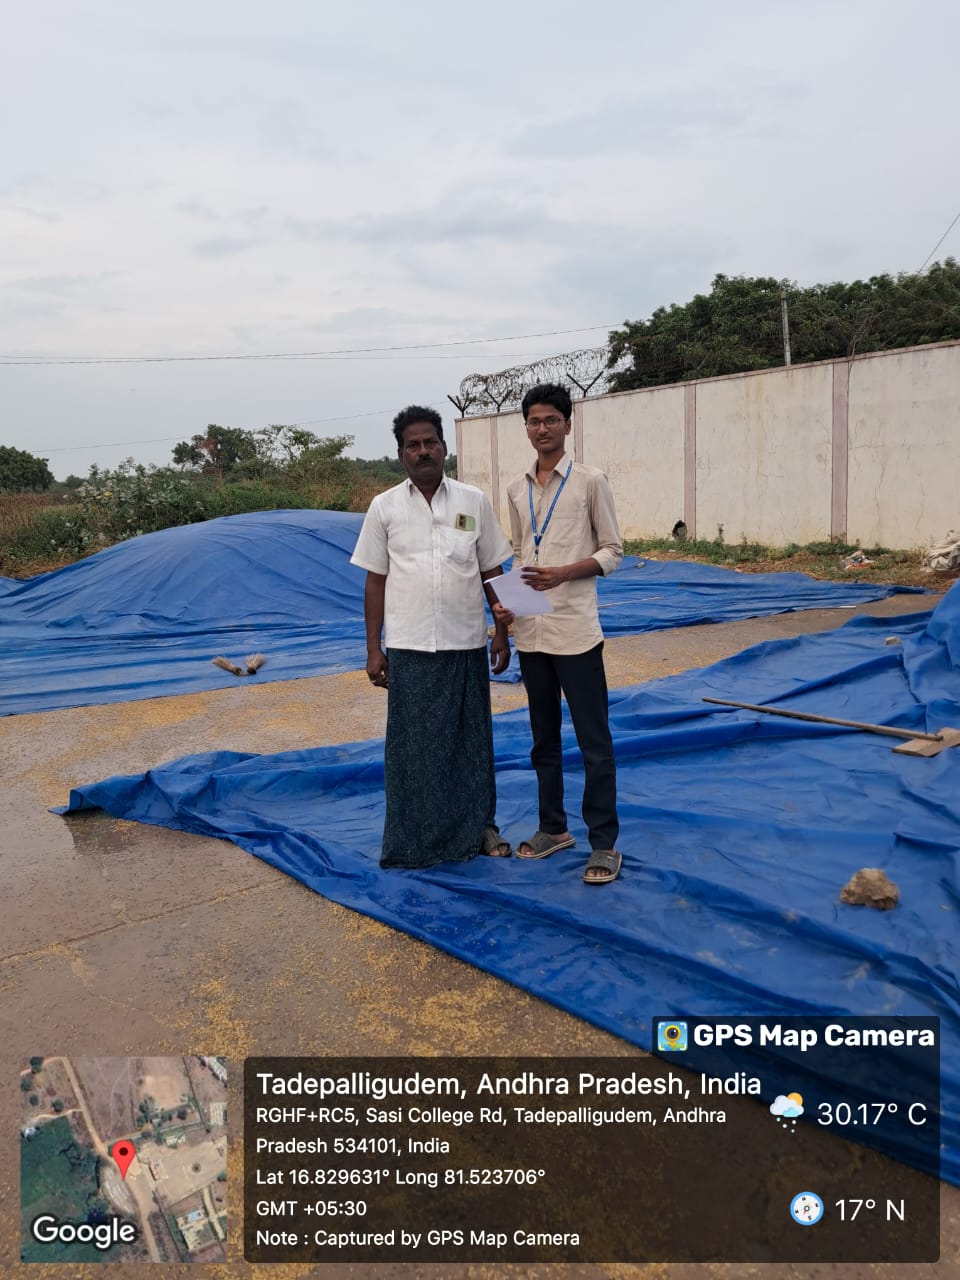 GPS Map Camera
Tadepalligudem, Andhra Pradesh, India
RGHF+RC5, Sasi College Rd, Tadepalligudem, Andhra
Pradesh 534101, India
Lat 16.829631° Long 81.523706°
GMT +05:30
Note : Captured by GPS Map Camera
30.17° C
17° N
Google